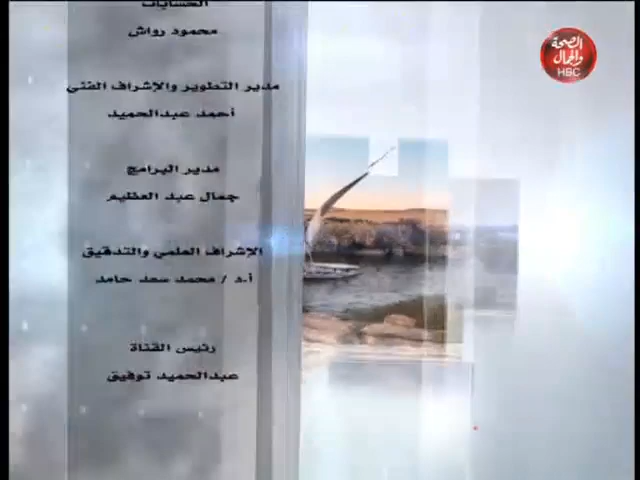 الحسابات
محمود رواش
مدير التطوير والإشراف الفني
أحمد عبدالحميد
مدير البرامج
جمال عبد العظيم
الإشراف العلمي والتدقيق
أ.د / محمد سعد حامد
رئيس القناة
عبدالحميد توفيق
الصحة
والجمال
HBC